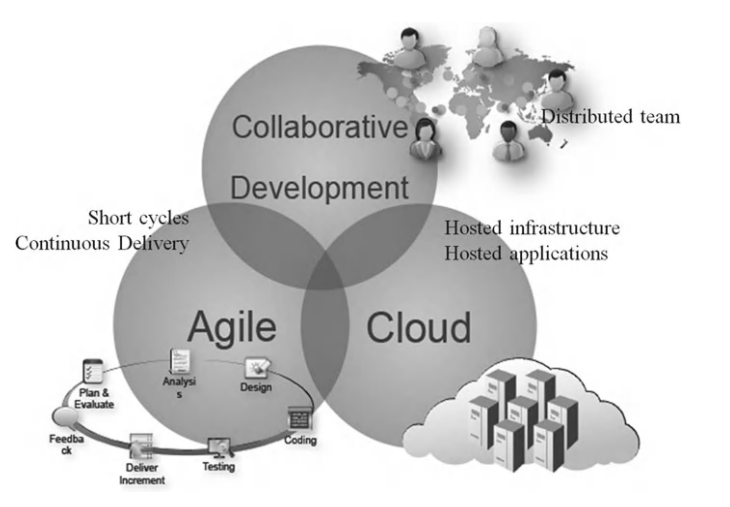 Collaborative
Development
Distributed team
Short cycles
Continuous Delivery
Hosted infrastructure
Hosted applications
Agile
Cloud
Plan &
Evaluate
Analysi
s
Design
Feedba
ck
Coding
Deliver
Increment
Testing